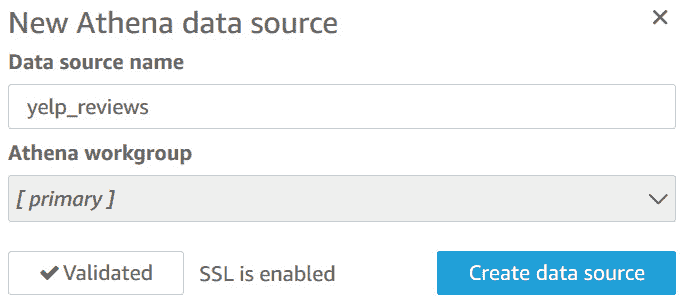 New Athena data source
Data source name
yelp_reviews
Athena workgroup
[ primary ]
Validated SSL is enabled Create data source